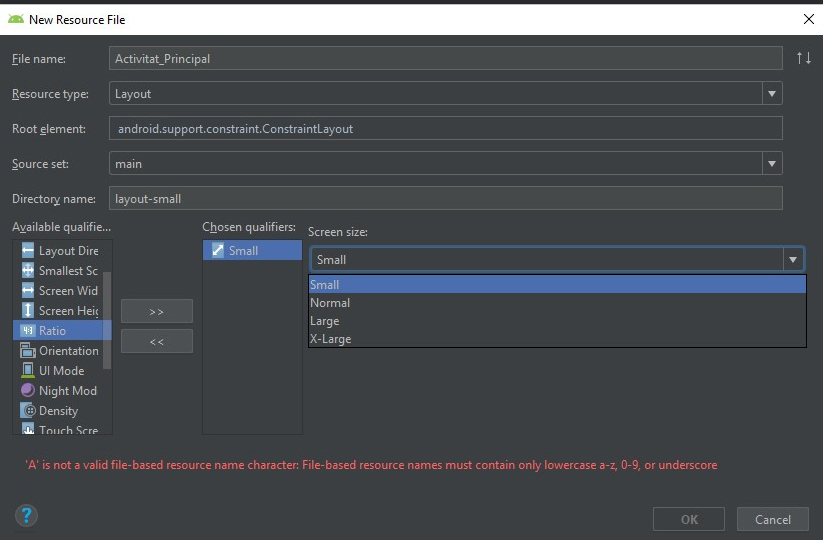 New Resource File
File name: Activitat_Principal
Resource type: Layout
Root element: android.support.constraint.ConstraintLayout
Source set: main
Directory name: layout-small
Available qualifie... Chosen qualifiers: Screen size:
Layout Dire
Smallest Sc
Screen Wid
Screen Heig
Ratio
Orientation
UI Mode
Night Mod
Density
Touch Scre
>>
<<
Small
Small
Small
Normal
Large
X-Large
'A' is not a valid file-based resource name character: File-based resource names must contain only lowercase a-z, 0-9, or underscore
?
OK Cancel